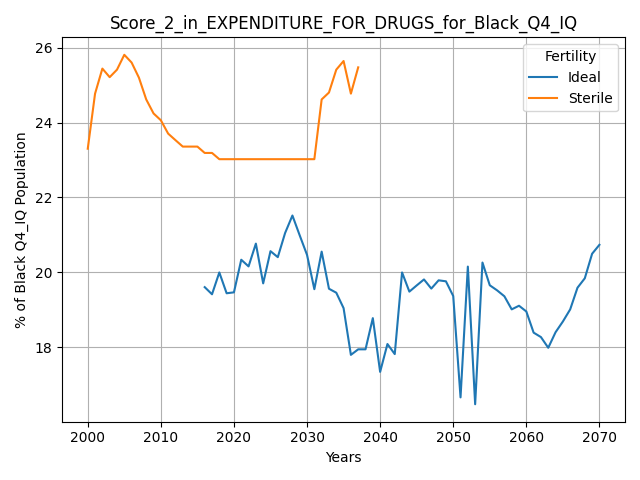 Score_2_in_EXPENDITURE_FOR_DRUGS_for_Black_Q4_IQ
Fertility
Ideal
Sterile
% of Black Q4_IQ Population
26
24
22
20
18
2000 2010 2020 2030 2040 2050 2060 2070
Years